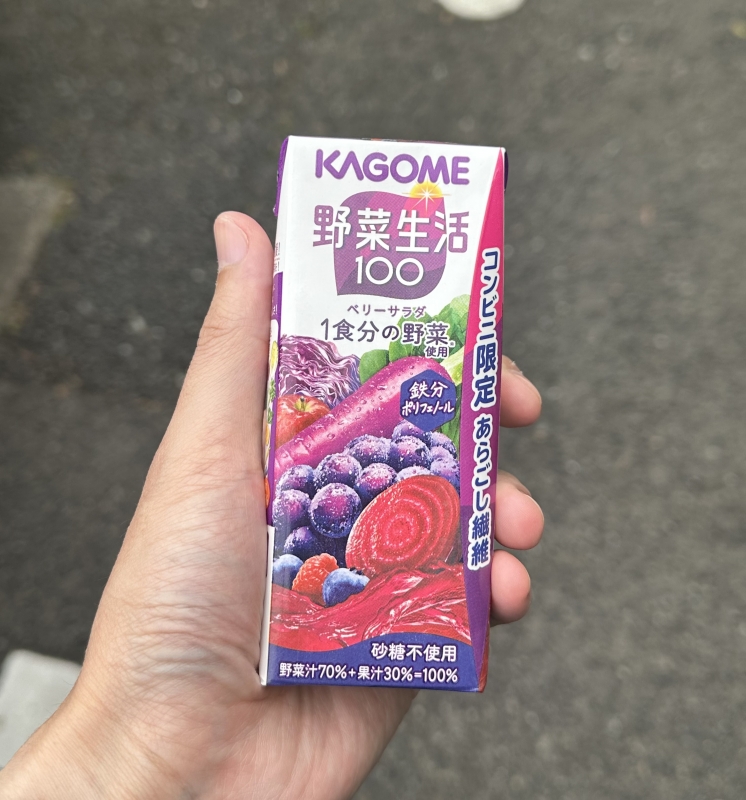 KAGOME
野菜生活
100
ベリーサラダ
1食分の野菜※
使用
鉄分
ポリフェノール
コンビニ限定 あらごし繊維
砂糖不使用
野菜汁70%+果汁30%=100%